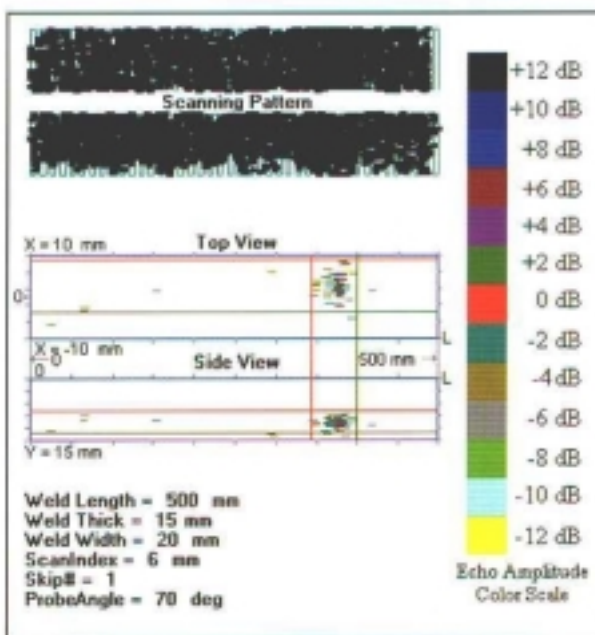 Scanning Pattern
X = 10 mm
Top View
0
L
X = -10 mm
0
Side View
500 mm
L
Y = 15 mm
Weld Length = 500 mm
Weld Thick = 15 mm
Weld Width = 20 mm
ScanIndex = 6 mm
Skip# = 1
ProbeAngle = 70 deg
+12 dB
+10 dB
+8 dB
+6 dB
+4 dB
+2 dB
0 dB
-2 dB
-4 dB
-6 dB
-8 dB
-10 dB
-12 dB
Echo Amplitude
Color Scale